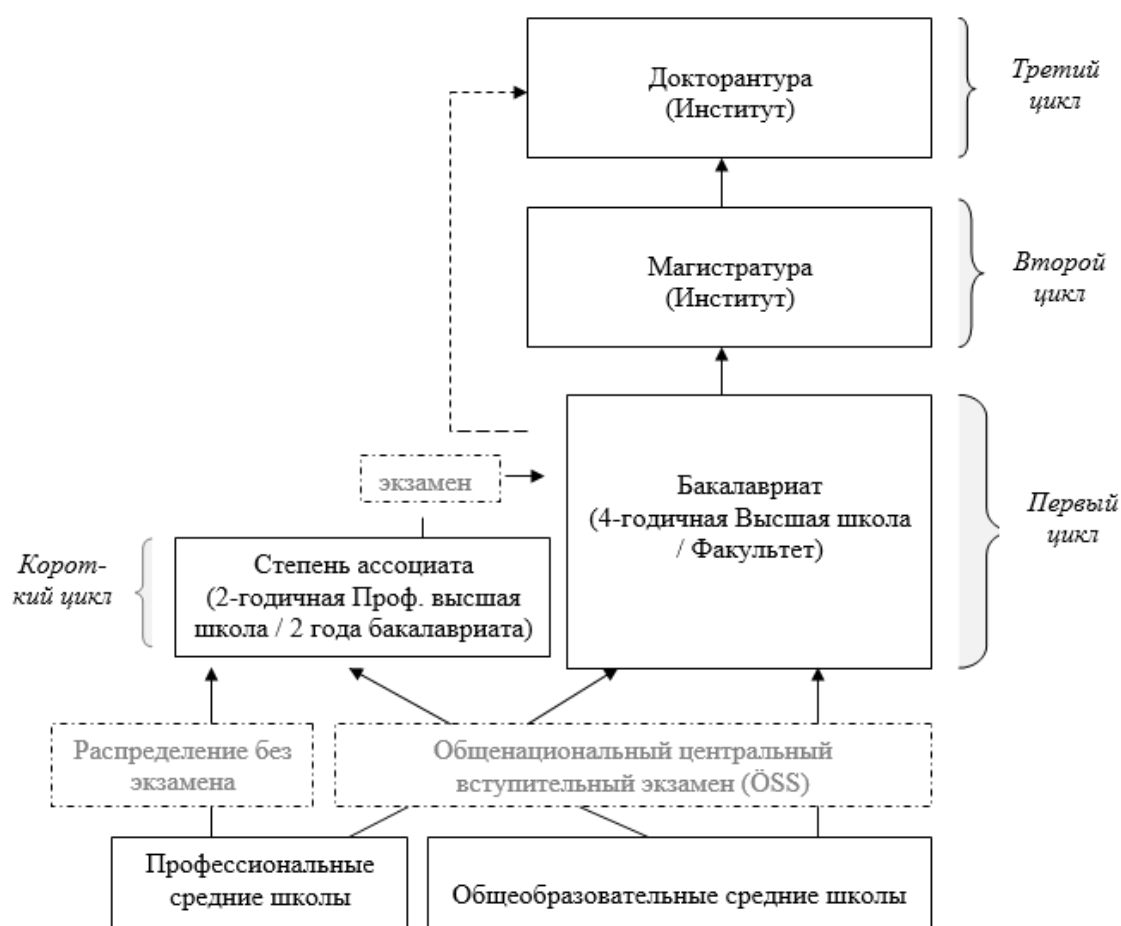 Докторантура
(Институт)
Третий
цикл
Магистратура
(Институт)
Второй
цикл
экзамен
Бакалавриат
(4-годичная Высшая школа
/ Факультет)
Первый
цикл
Корот-
кий цикл
Степень ассоциата
(2-годичная Проф. высшая
школа / 2 года бакалавриата)
Распределение без
экзамена
Общенациональный центральный
вступительный экзамен (ÖSS)
Профессиональные
средние школы
Общеобразовательные средние школы